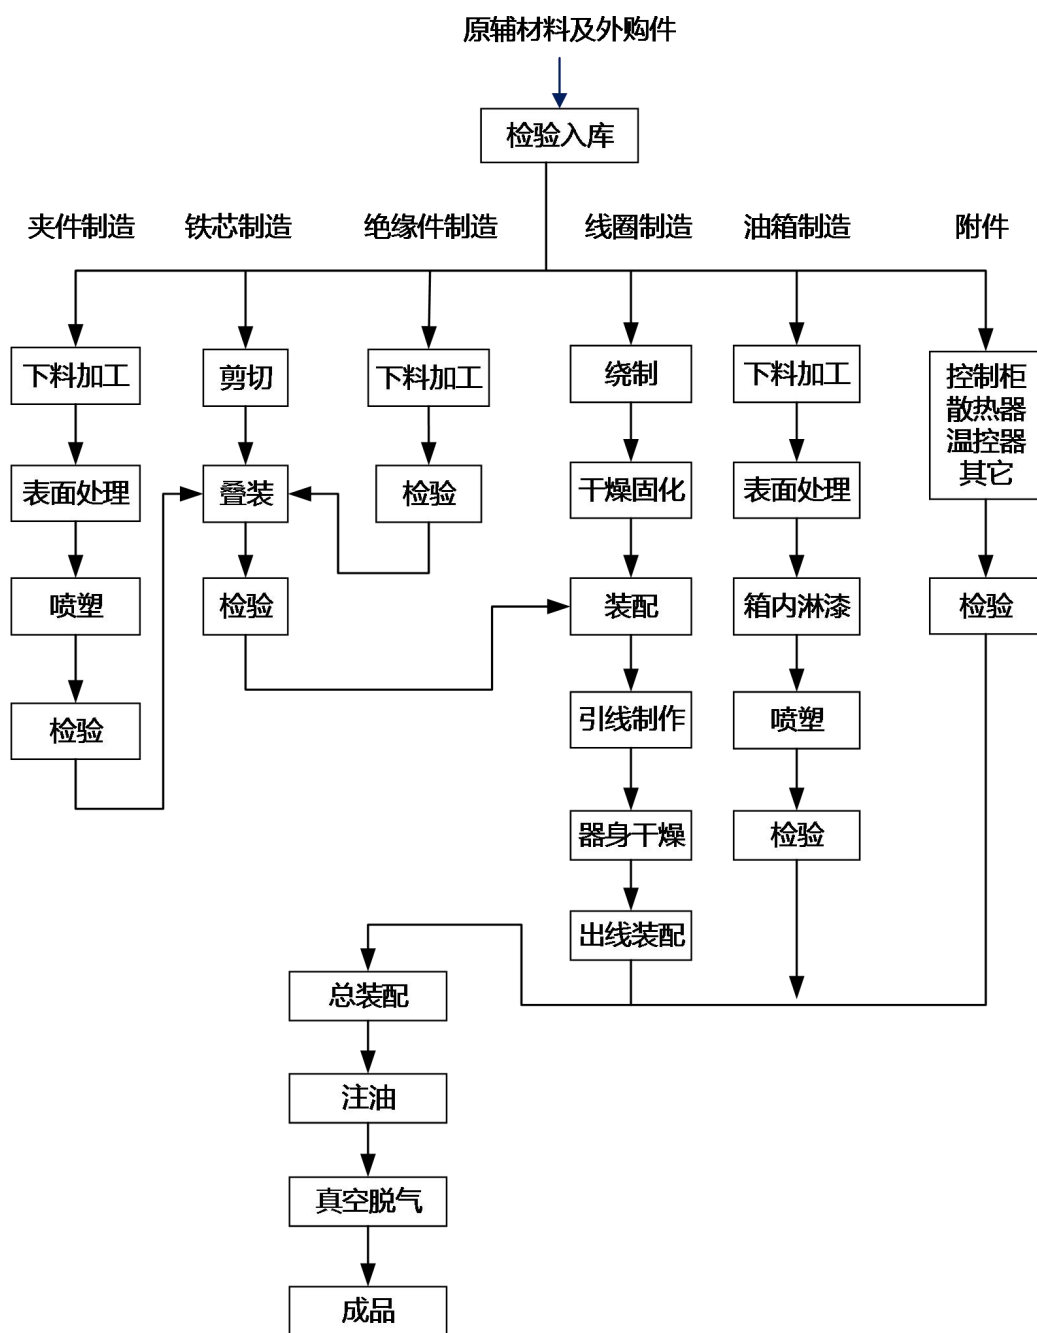 原辅材料及外购件
检验入库
夹件制造
铁芯制造
绝缘件制造
线圈制造
油箱制造
附件
下料加工
剪切
下料加工
绕制
下料加工
控制柜
散热器
温控器
其它
表面处理
叠装
检验
干燥固化
表面处理
喷塑
检验
装配
箱内淋漆
检验
检验
引线制作
喷塑
器身干燥
检验
出线装配
总装配
注油
真空脱气
成品